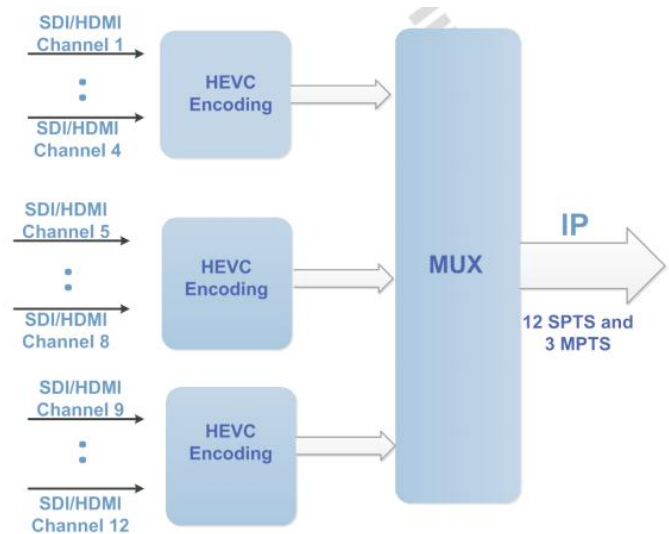 SDI/HDMI
Channel 1
SDI/HDMI
Channel 4
HEVC
Encoding
SDI/HDMI
Channel 5
SDI/HDMI
Channel 8
HEVC
Encoding
SDI/HDMI
Channel 9
SDI/HDMI
Channel 12
HEVC
Encoding
MUX
IP
12 SPTS and
3 MPTS